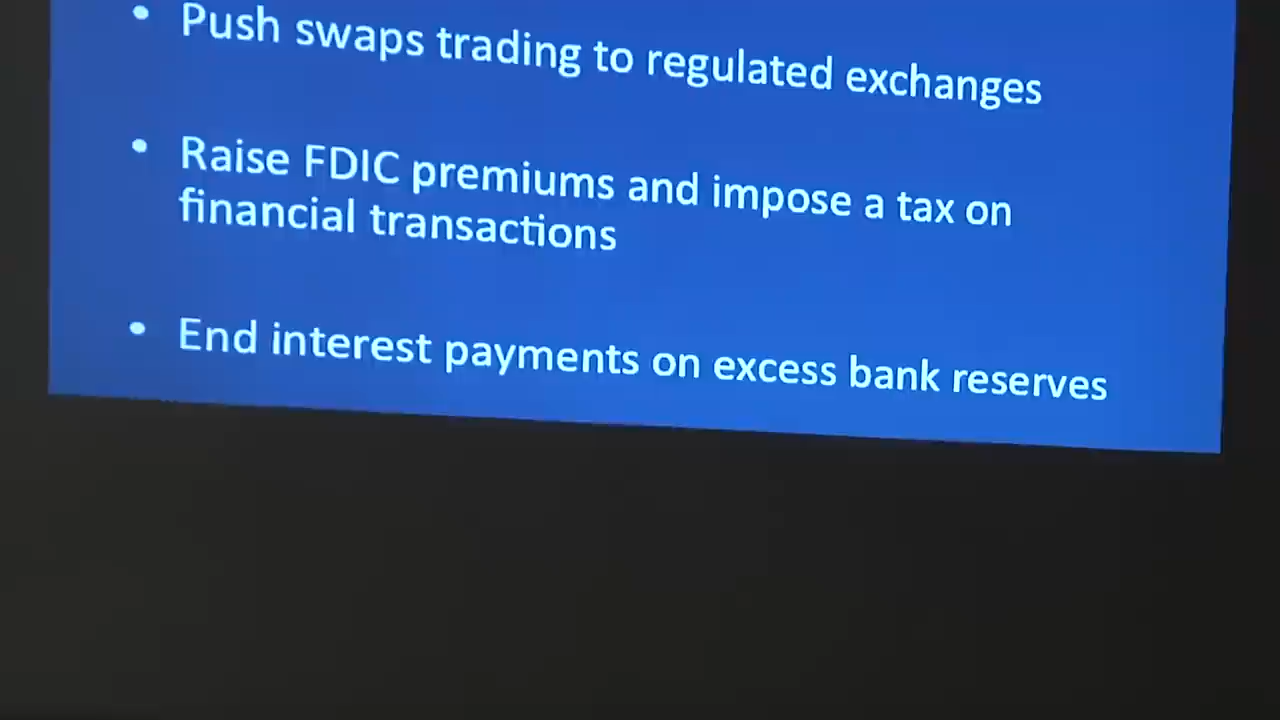 • Push swaps trading to regulated exchanges
• Raise FDIC premiums and impose a tax on
financial transactions
• End interest payments on excess bank reserves